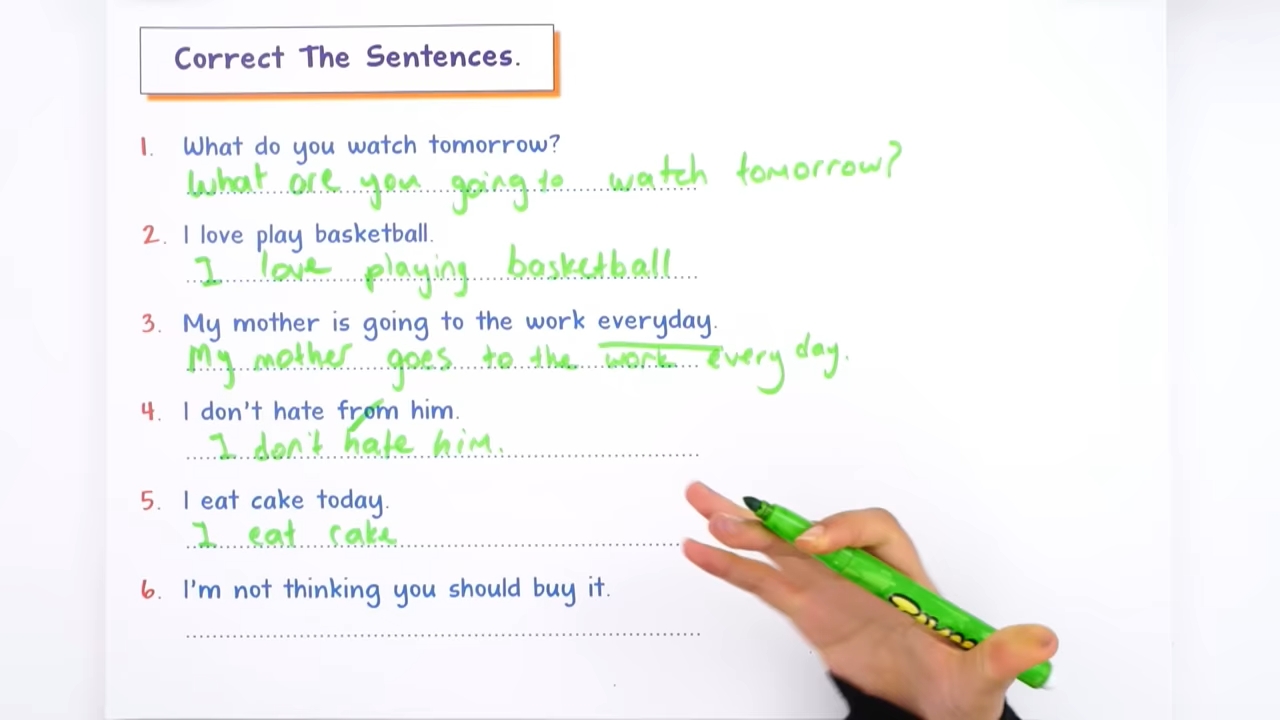 Correct The Sentences.
1. What do you watch tomorrow?
What are you going to watch tomorrow?
2. I love play basketball.
I love playing basketball
3. My mother is going to the work everyday.
My mother goes to the work every day.
4. I don't hate from him.
I don't hate him.
5. I eat cake today.
I eat cake
6. I'm not thinking you should buy it.